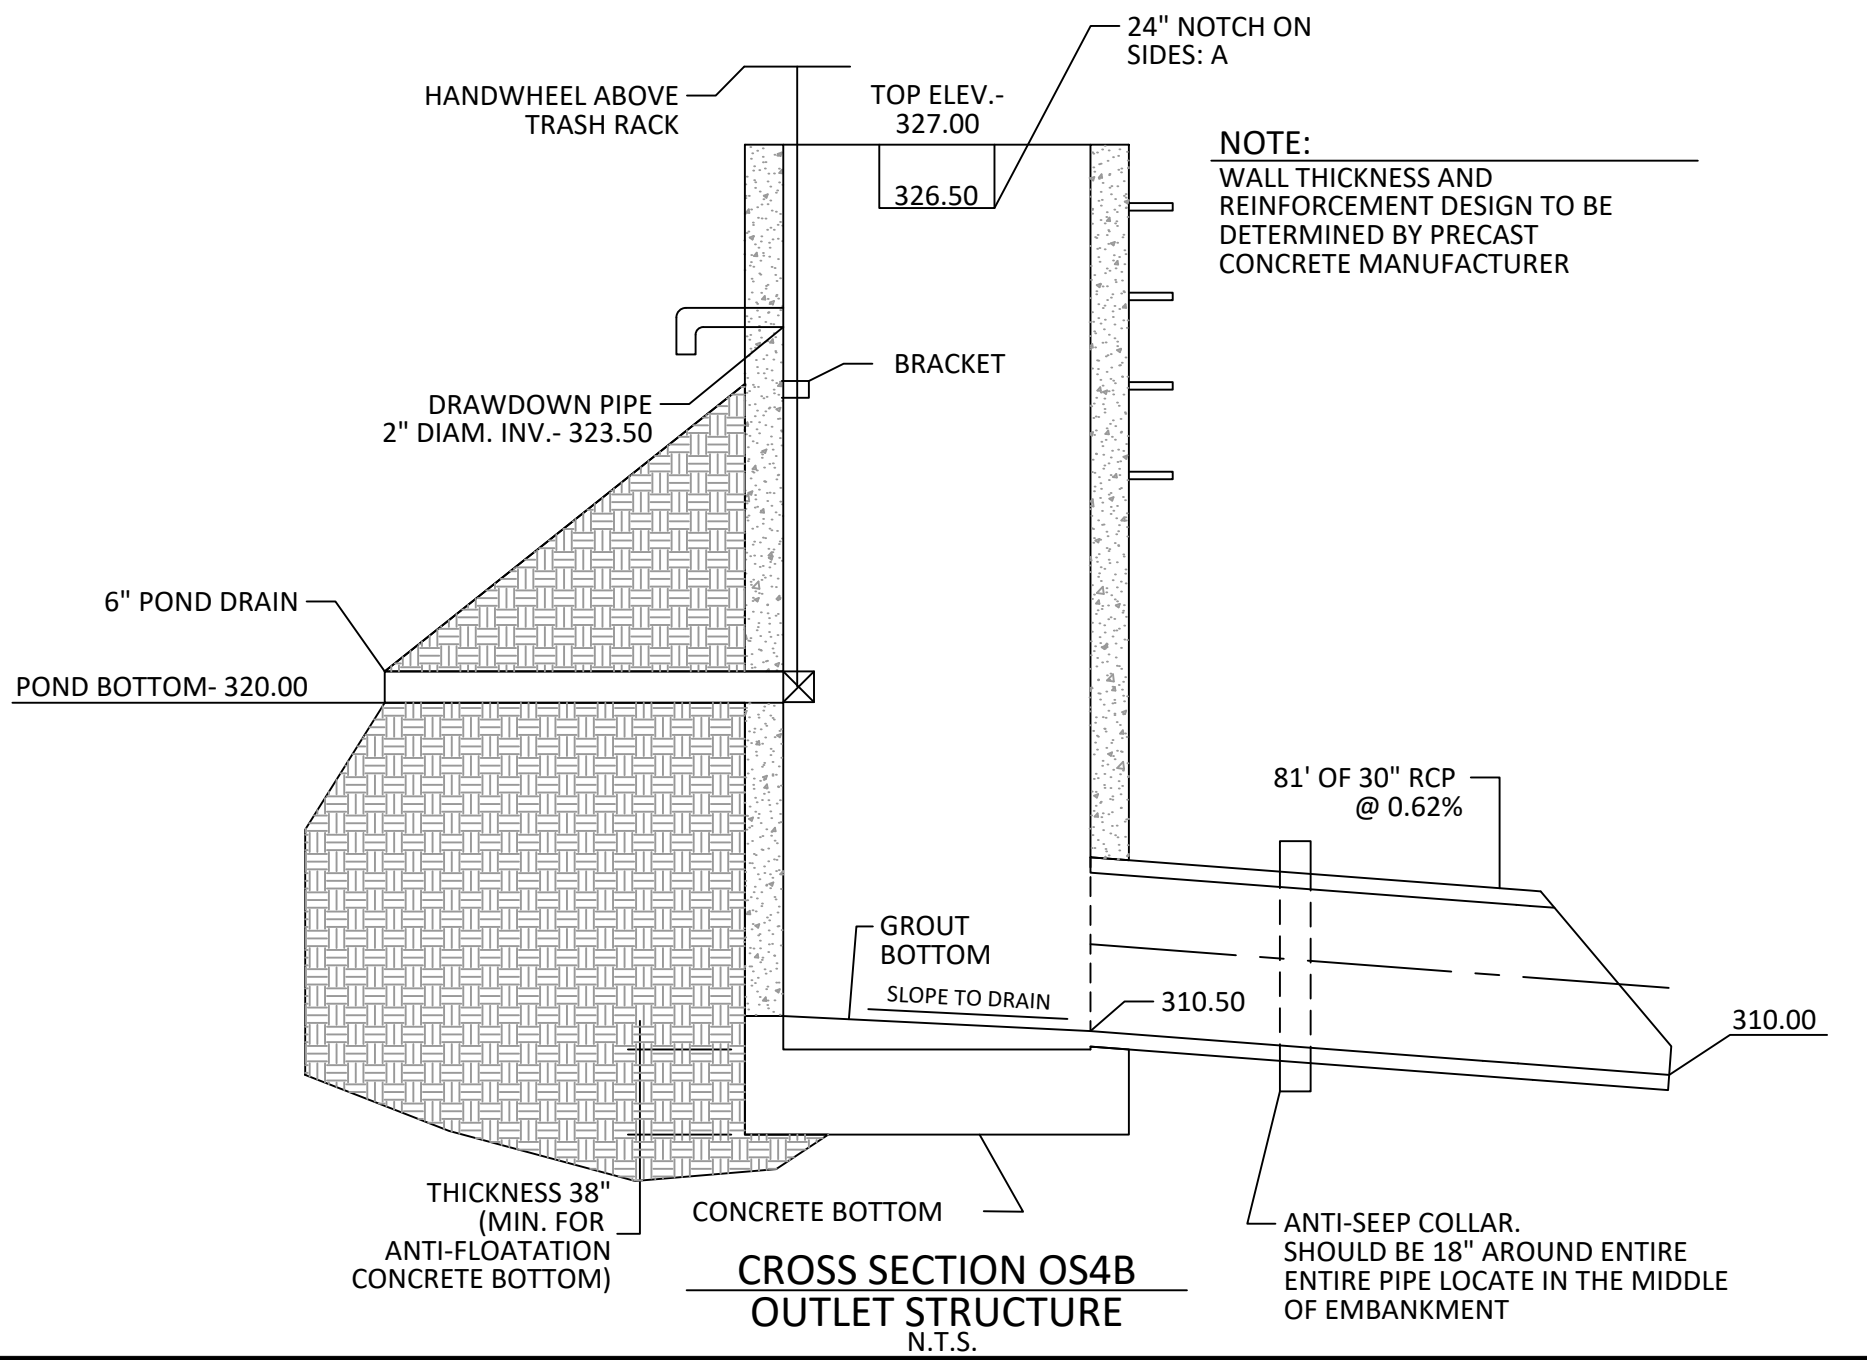 24" NOTCH ON
SIDES: A
HANDWHEEL ABOVE
TRASH RACK
TOP ELEV.-
327.00
326.50
NOTE:
WALL THICKNESS AND
REINFORCEMENT DESIGN TO BE
DETERMINED BY PRECAST
CONCRETE MANUFACTURER
BRACKET
DRAWDOWN PIPE
2" DIAM. INV.- 323.50
6" POND DRAIN
POND BOTTOM- 320.00
81' OF 30" RCP
@ 0.62%
GROUT
BOTTOM
SLOPE TO DRAIN
310.50
310.00
THICKNESS 38"
(MIN. FOR
ANTI-FLOATATION
CONCRETE BOTTOM)
CONCRETE BOTTOM
ANTI-SEEP COLLAR.
SHOULD BE 18" AROUND ENTIRE
ENTIRE PIPE LOCATE IN THE MIDDLE
OF EMBANKMENT
CROSS SECTION OS4B
OUTLET STRUCTURE
N.T.S.